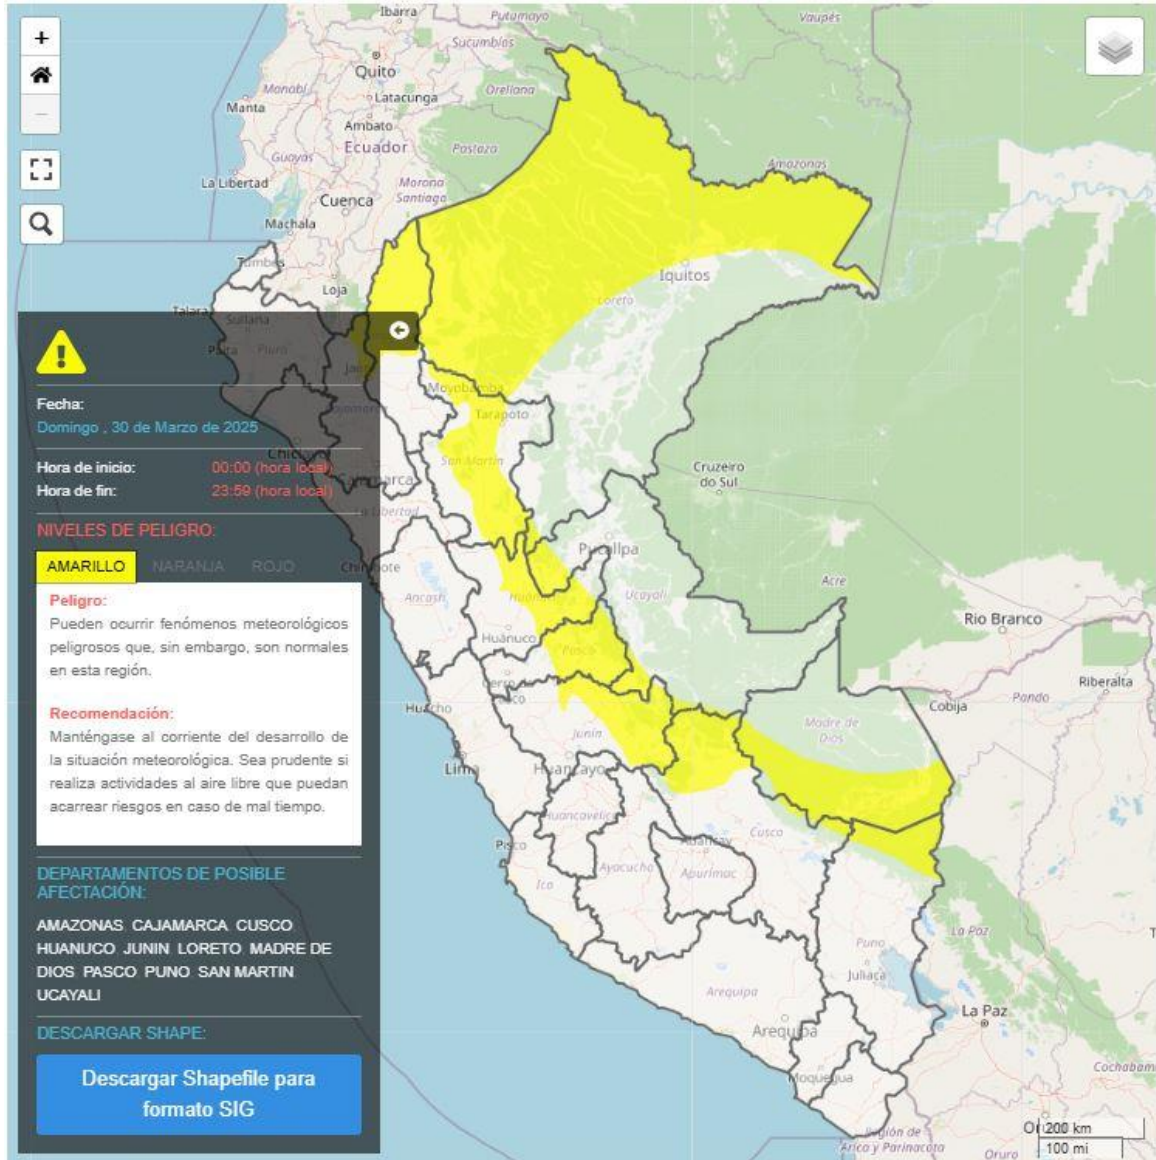 +
−
Ibarra
Putumayo
Vaupés
Sucumbíos
Quito
Orellana
Manabí
Latacunga
Manta
Ambato
Ecuador
Pastaza
Guayas
Amazonas
La Libertad
Morona
Santiago
Cuenca
Machala
Tumbes
Iquitos
Loja
Loreto
Talara
Sullana
Paita
Piura
Moyobamba
Tarapoto
San Martín
Cruzeiro
do Sul
La Libertad
Pucallpa
Acre
Ancash
Ucayali
Rio Branco
Huánuco
Pasco
Riberalta
Pando
Cobija
Huacho
Madre de
Dios
Junín
Lima
Huancayo
Huancavelica
Cusco
Pisco
Abancay
Ayacucho
Apurímac
Ica
La Paz
Puno
Juliaca
Arequipa
La Paz
Arequipa
Cochabam
Moquegua
Región de
Arica y Parinacota
Oruro
200 km
100 mi
Fecha:
Domingo , 30 de Marzo de 2025
Hora de inicio: 00:00 (hora local)
Hora de fin: 23:59 (hora local)
NIVELES DE PELIGRO:
AMARILLO NARANJA ROJO
Peligro:
Pueden ocurrir fenómenos meteorológicos
peligrosos que, sin embargo, son normales
en esta región.
Recomendación:
Manténgase al corriente del desarrollo de
la situación meteorológica. Sea prudente si
realiza actividades al aire libre que puedan
acarrear riesgos en caso de mal tiempo.
DEPARTAMENTOS DE POSIBLE
AFECTACIÓN:
AMAZONAS CAJAMARCA CUSCO
HUANUCO JUNIN LORETO MADRE DE
DIOS PASCO PUNO SAN MARTIN
UCAYALI
DESCARGAR SHAPE:
Descargar Shapefile para
formato SIG